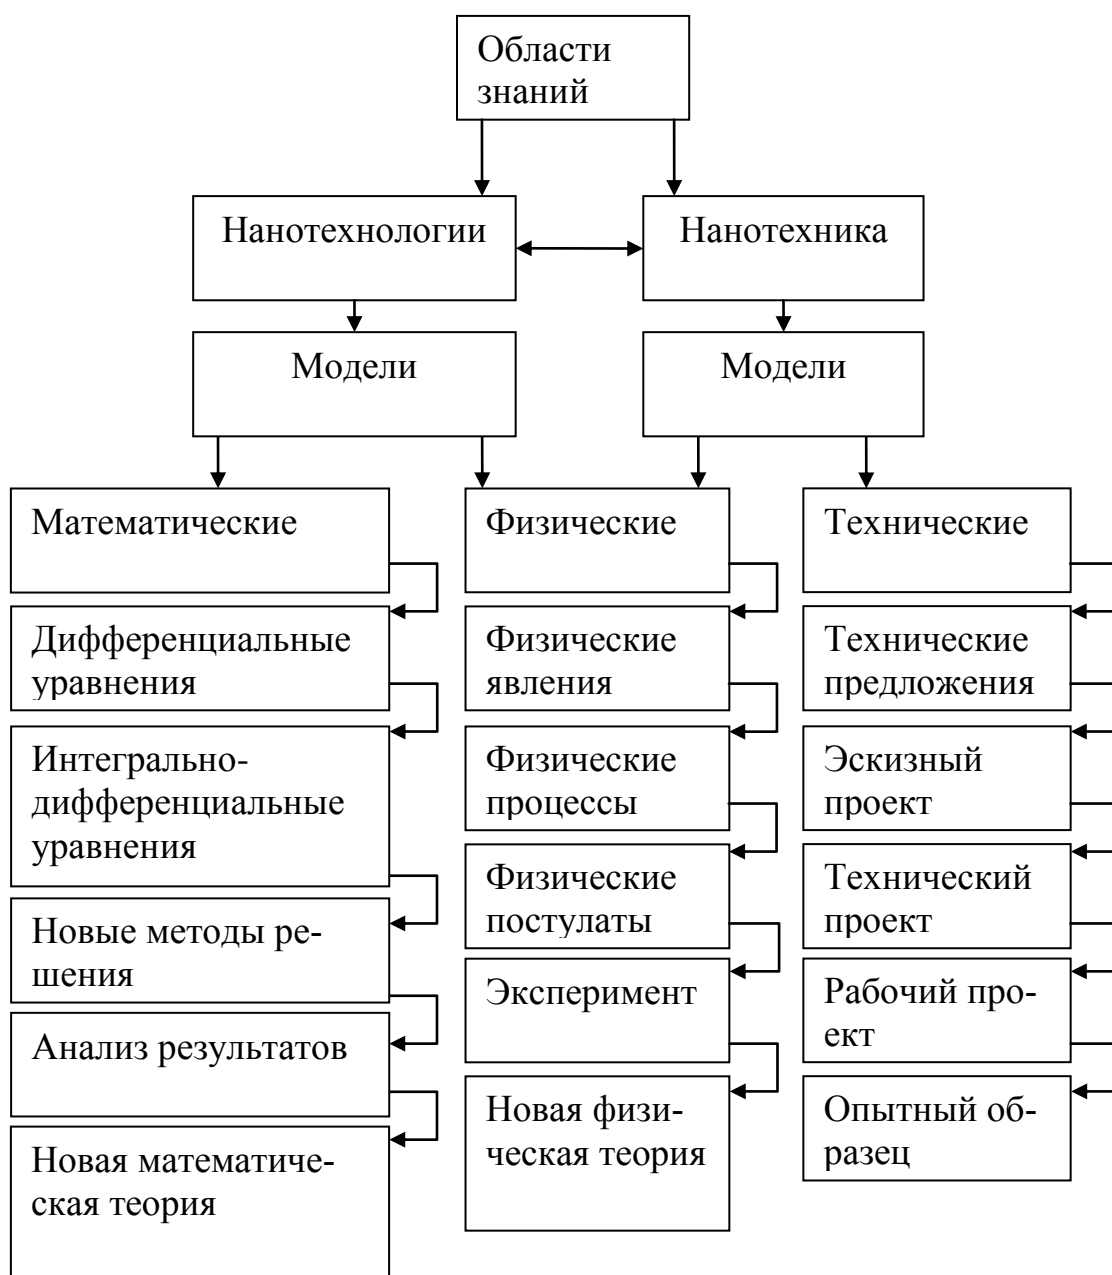 Области
знаний
Нанотехнологии
Нанотехника
Модели
Модели
Математические
Дифференциальные
уравнения
Интегрально-
дифференциальные
уравнения
Новые методы ре-
шения
Анализ результатов
Новая математиче-
ская теория
Физические
Физические
явления
Физические
процессы
Физические
постулаты
Эксперимент
Новая физи-
ческая теория
Технические
Технические
предложения
Эскизный
проект
Технический
проект
Рабочий про-
ект
Опытный об-
разец